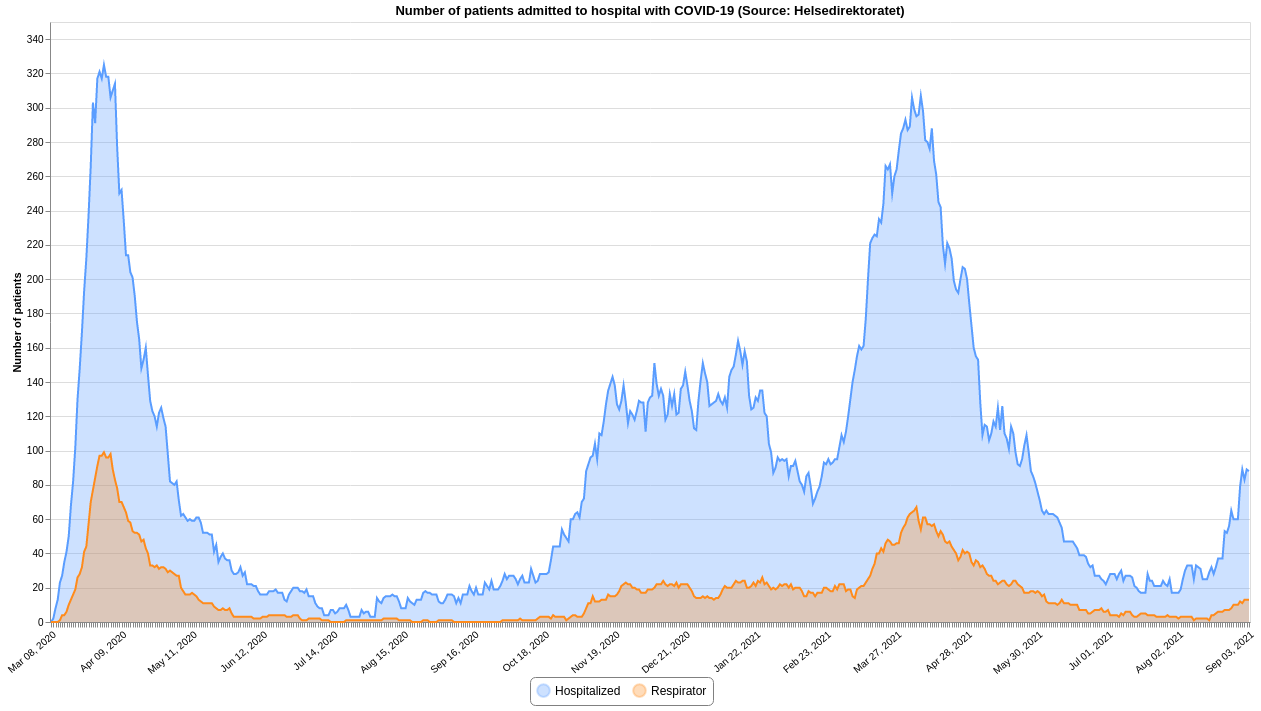 Number of patients admitted to hospital with COVID-19 (Source: Helsedirektoratet)
Number of patients
340
320
300
280
260
240
220
200
180
160
140
120
100
80
60
40
20
0
Mar 08, 2020
Apr 09, 2020
May 11, 2020
Jun 12, 2020
Jul 14, 2020
Aug 15, 2020
Sep 16, 2020
Oct 18, 2020
Nov 19, 2020
Dec 21, 2020
Jan 22, 2021
Feb 23, 2021
Mar 27, 2021
Apr 28, 2021
May 30, 2021
Jul 01, 2021
Aug 02, 2021
Sep 03, 2021
Hospitalized Respirator